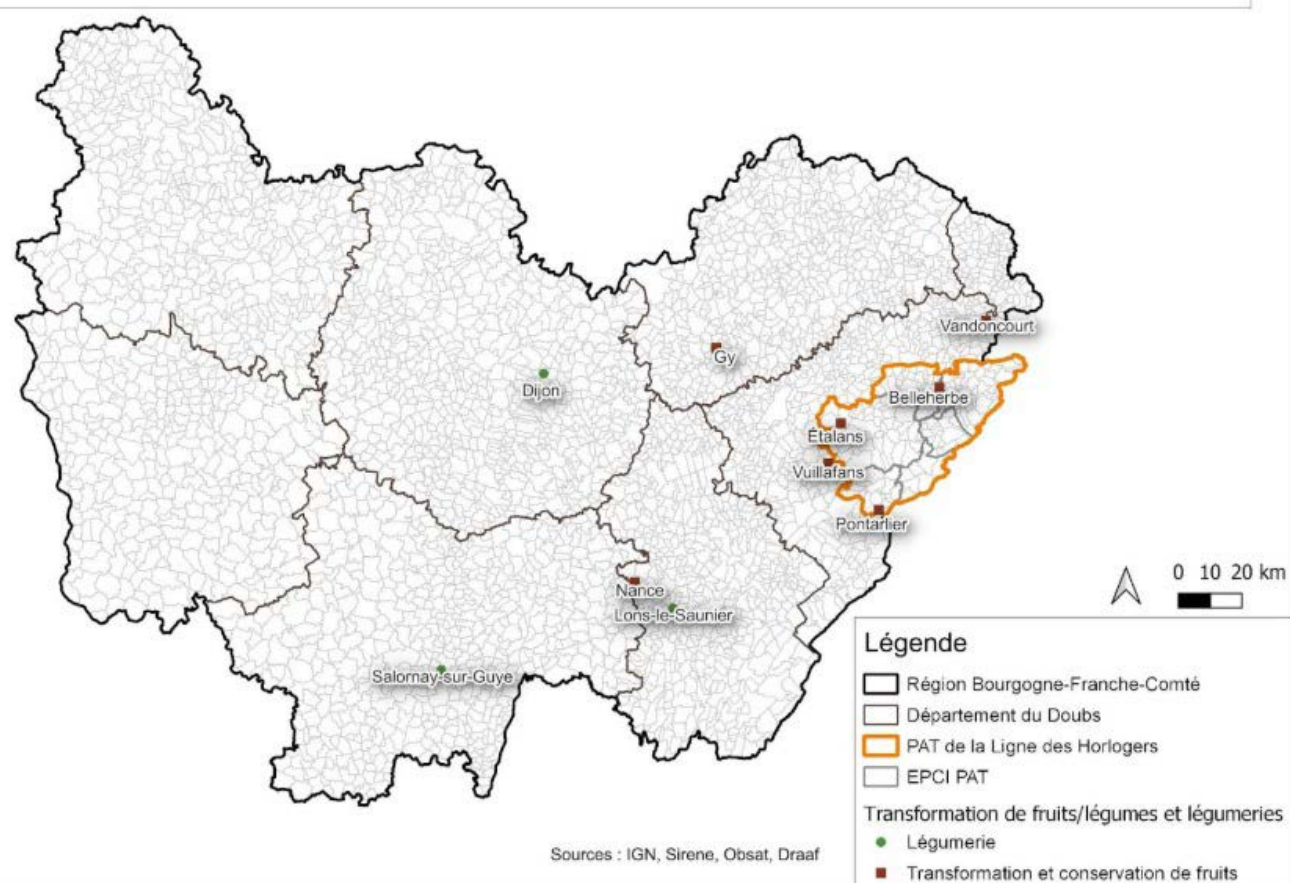 Vandoncourt
Gy
Dijon
Belleherbe
Étalans
Vuillafans
Pontarlier
Nance
Lons-le-Saunier
Salornay-sur-Guye
0 10 20 km
Légende
Région Bourgogne-Franche-Comté
Département du Doubs
PAT de la Ligne des Horlogers
EPCI PAT
Transformation de fruits/légumes et légumeries
Légumerie
Transformation et conservation de fruits
Sources : IGN, Sirene, Obsat, Draaf